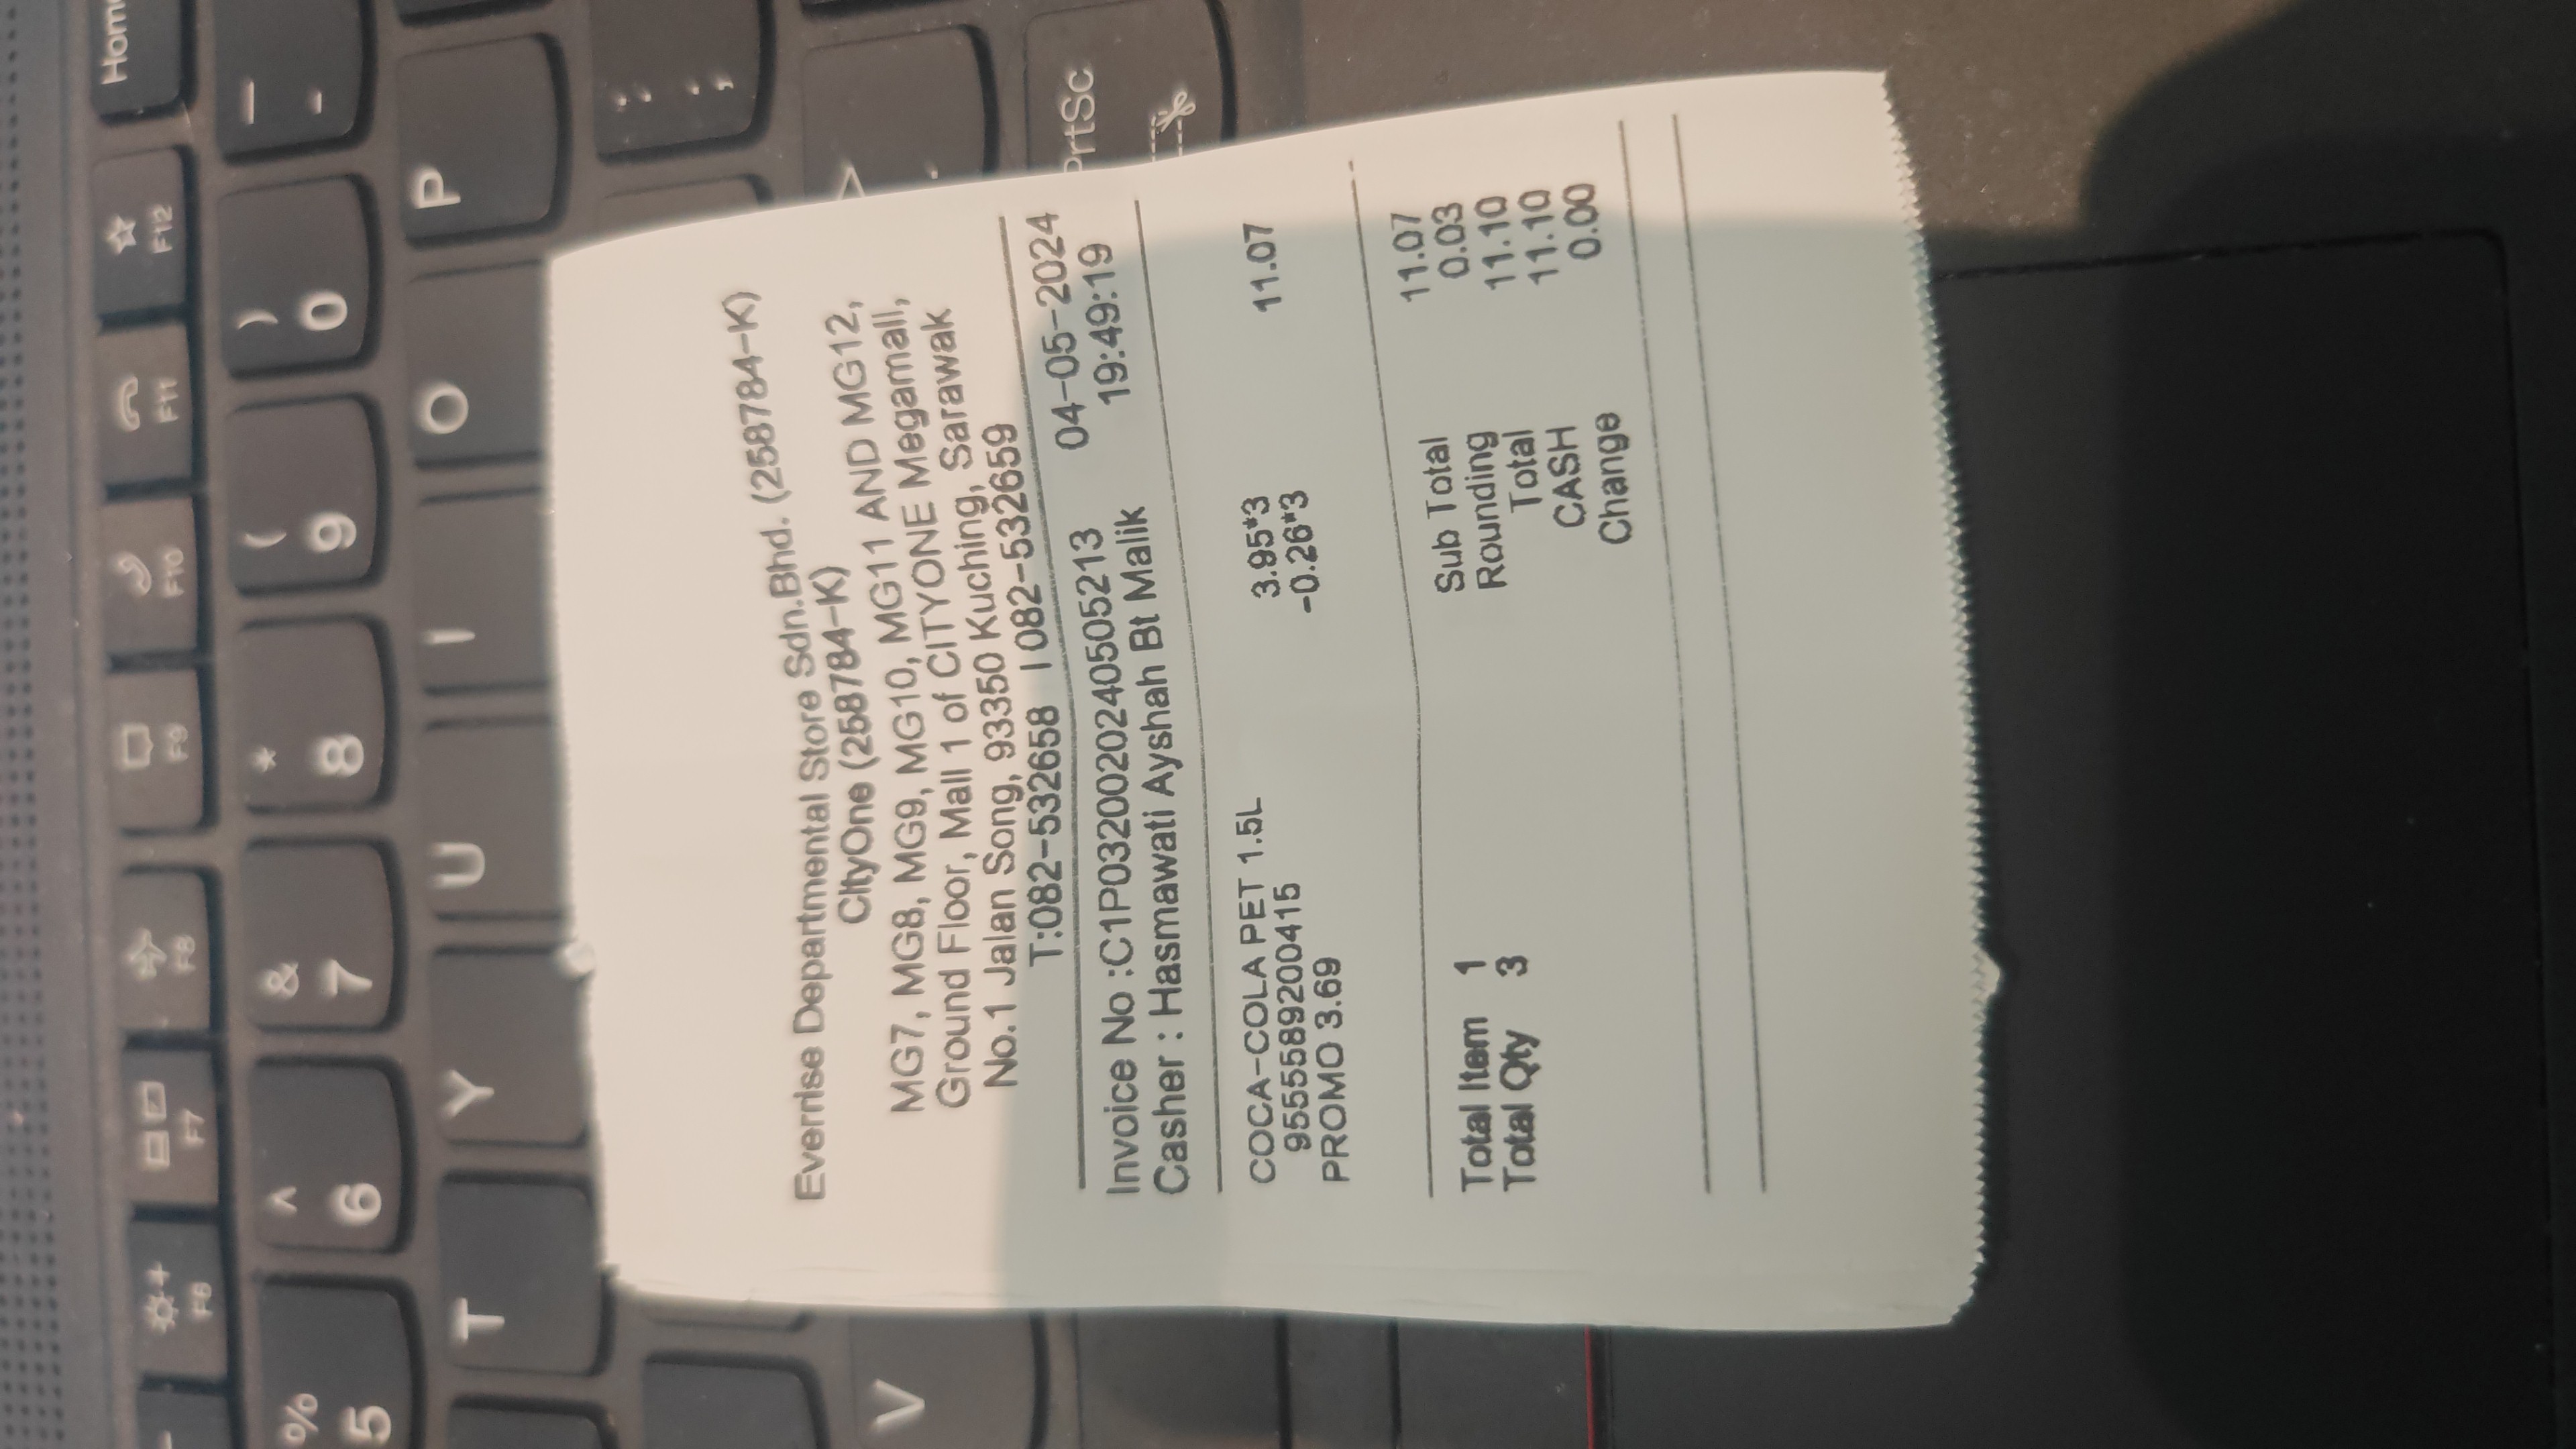 F6 F7 F8 F9 F10 F11 F12 Home
% ^ & * ( ) —
5 6 7 8 9 0 -
T Y U I O P
: ;
V >
.
PrtSc
Everrise Departmental Store Sdn.Bhd. (258784-K)
CityOne (258784-K)
MG7, MG8, MG9, MG10, MG11 AND MG12,
Ground Floor, Mall 1 of CITYONE Megamall,
No.1 Jalan Song, 93350 Kuching, Sarawak
T:082-532658 | 082-532659
Invoice No :C1P0320020240505213 04-05-2024
Casher : Hasmawati Ayshah Bt Malik 19:49:19
COCA-COLA PET 1.5L 3.95*3 11.07
9555589200415 -0.26*3
PROMO 3.69
Sub Total 11.07
Total Item 1 Rounding 0.03
Total Qty 3 Total 11.10
CASH 11.10
Change 0.00